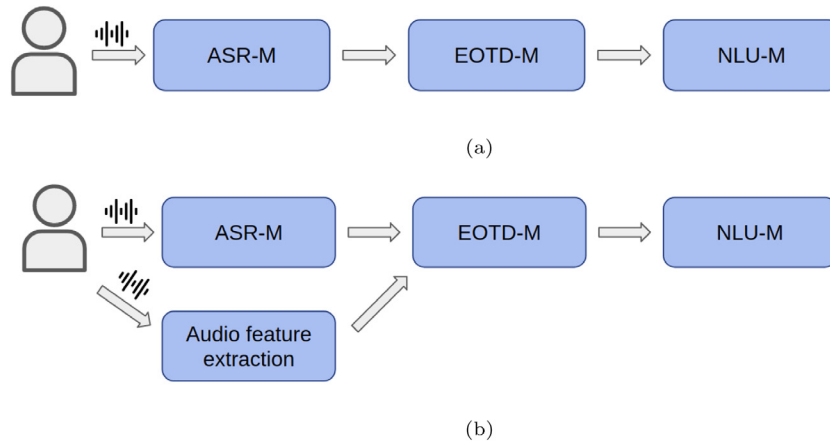 ASR-M
EOTD-M
NLU-M
(a)
ASR-M
EOTD-M
NLU-M
Audio feature
extraction
(b)